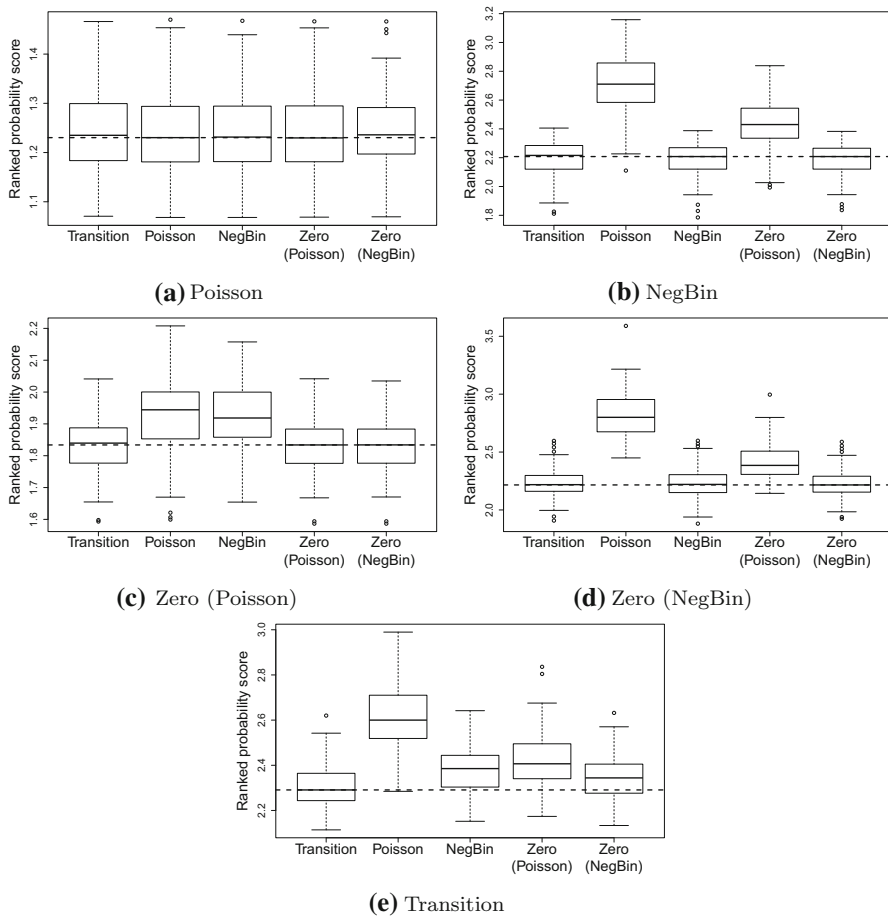 Ranked probability score
1.1 1.2 1.3 1.4
Transition Poisson NegBin Zero (Poisson) Zero (NegBin)
(a) Poisson
Ranked probability score
1.8 2.0 2.2 2.4 2.6 2.8 3.0 3.2
Transition Poisson NegBin Zero (Poisson) Zero (NegBin)
(b) NegBin
Ranked probability score
1.6 1.7 1.8 1.9 2.0 2.1 2.2
Transition Poisson NegBin Zero (Poisson) Zero (NegBin)
(c) Zero (Poisson)
Ranked probability score
2.0 2.5 3.0 3.5
Transition Poisson NegBin Zero (Poisson) Zero (NegBin)
(d) Zero (NegBin)
Ranked probability score
2.2 2.4 2.6 2.8 3.0
Transition Poisson NegBin Zero (Poisson) Zero (NegBin)
(e) Transition